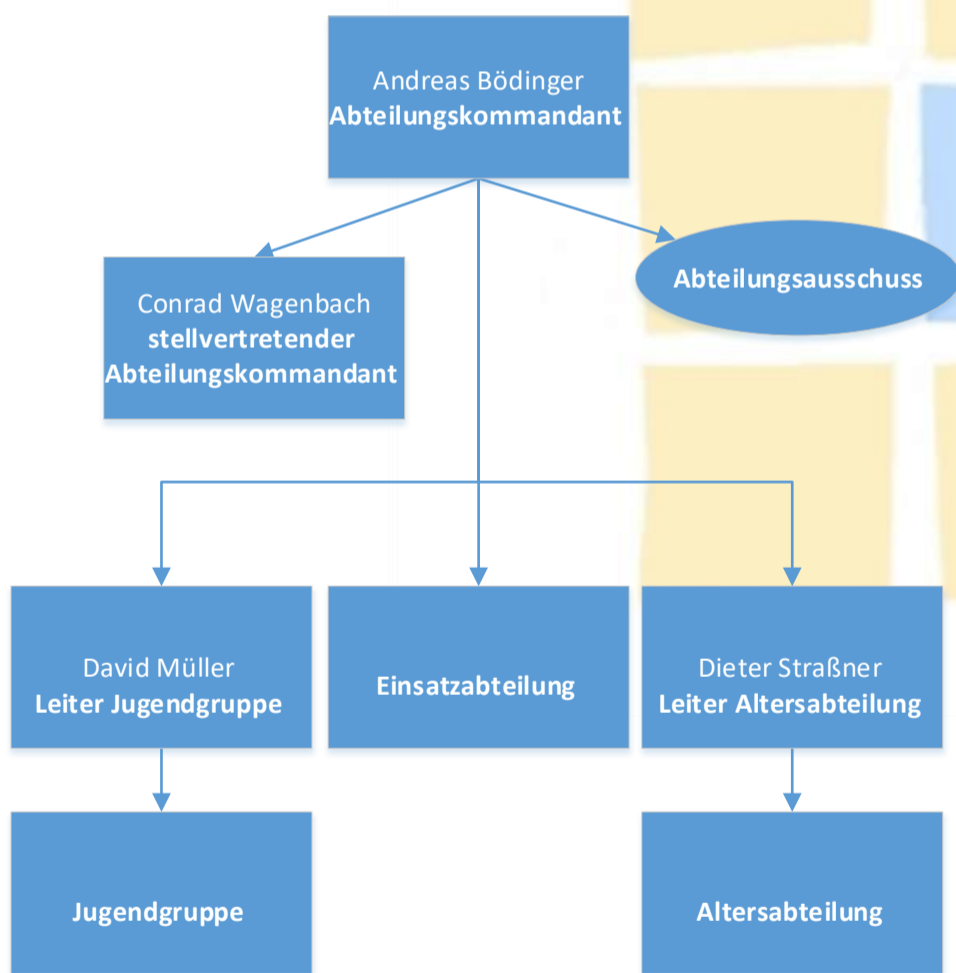 Andreas Bödinger
Abteilungskommandant
Conrad Wagenbach
stellvertretender
Abteilungskommandant
Abteilungsausschuss
David Müller
Leiter Jugendgruppe
Einsatzabteilung
Dieter Straßner
Leiter Altersabteilung
Jugendgruppe
Altersabteilung